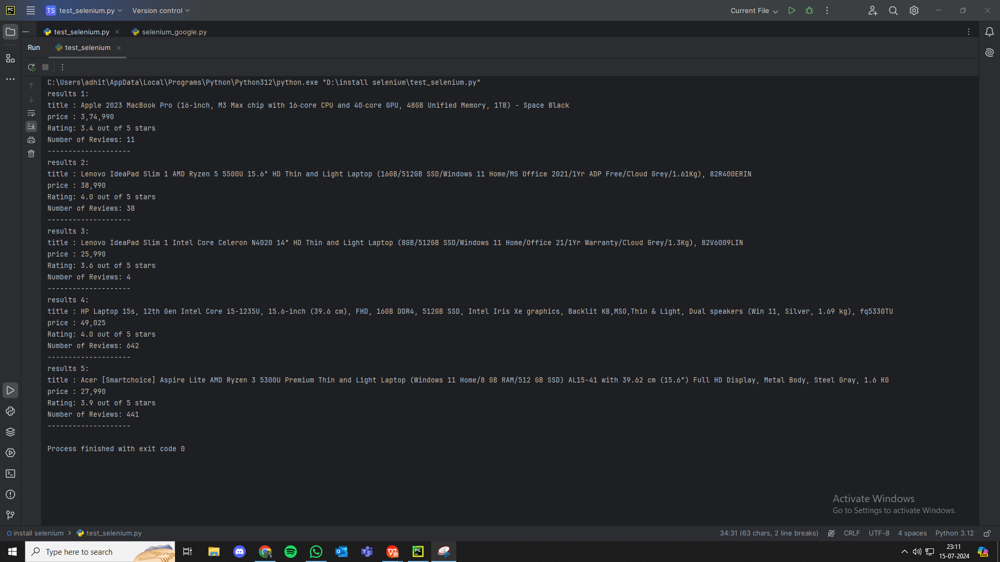 PC TS test_selenium.py Version control Current File
test_selenium.py selenium_google.py
Run test_selenium
C:\Users\adhit\AppData\Local\Programs\Python\Python312\python.exe "D:\install selenium\test_selenium.py"
results 1:
title : Apple 2023 MacBook Pro (16-inch, M3 Max chip with 16‑core CPU and 40‑core GPU, 48GB Unified Memory, 1TB) - Space Black
price : 3,74,990
Rating: 3.4 out of 5 stars
Number of Reviews: 11
--------------------
results 2:
title : Lenovo IdeaPad Slim 1 AMD Ryzen 5 5500U 15.6" HD Thin and Light Laptop (16GB/512GB SSD/Windows 11 Home/MS Office 2021/1Yr ADP Free/Cloud Grey/1.61Kg), 82R400ERIN
price : 38,990
Rating: 4.0 out of 5 stars
Number of Reviews: 38
--------------------
results 3:
title : Lenovo IdeaPad Slim 1 Intel Core Celeron N4020 14" HD Thin and Light Laptop (8GB/512GB SSD/Windows 11 Home/Office 21/1Yr Warranty/Cloud Grey/1.3Kg), 82V6009LIN
price : 25,990
Rating: 3.6 out of 5 stars
Number of Reviews: 4
--------------------
results 4:
title : HP Laptop 15s, 12th Gen Intel Core i5-1235U, 15.6-inch (39.6 cm), FHD, 16GB DDR4, 512GB SSD, Intel Iris Xe graphics, Backlit KB,MSO,Thin & Light, Dual speakers (Win 11, Silver, 1.69 kg), fq5330TU
price : 49,025
Rating: 4.0 out of 5 stars
Number of Reviews: 642
--------------------
results 5:
title : Acer [Smartchoice] Aspire Lite AMD Ryzen 3 5300U Premium Thin and Light Laptop (Windows 11 Home/8 GB RAM/512 GB SSD) AL15-41 with 39.62 cm (15.6") Full HD Display, Metal Body, Steel Gray, 1.6 KG
price : 27,990
Rating: 3.9 out of 5 stars
Number of Reviews: 441
--------------------
Process finished with exit code 0
Activate Windows
Go to Settings to activate Windows.
install selenium test_selenium.py 34:31 (63 chars, 2 line breaks) CRLF UTF-8 4 spaces Python 3.12
Type here to search
23:11
15-07-2024